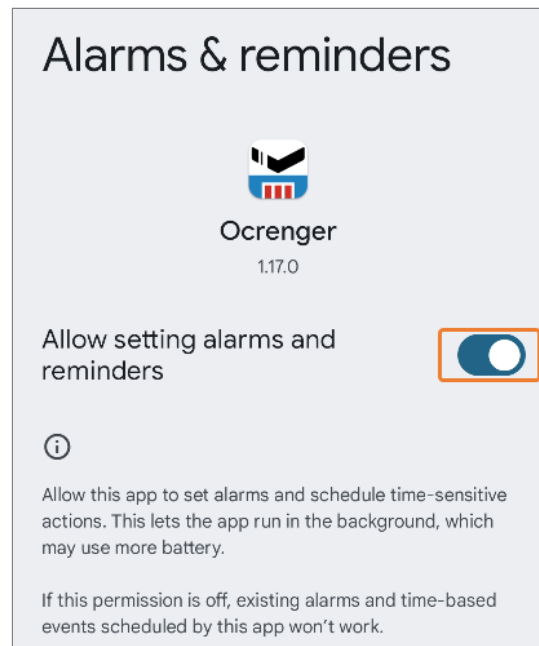 Alarms & reminders
Ocrenger
1.17.0
Allow setting alarms and
reminders
Allow this app to set alarms and schedule time-sensitive
actions. This lets the app run in the background, which
may use more battery.
If this permission is off, existing alarms and time-based
events scheduled by this app won't work.